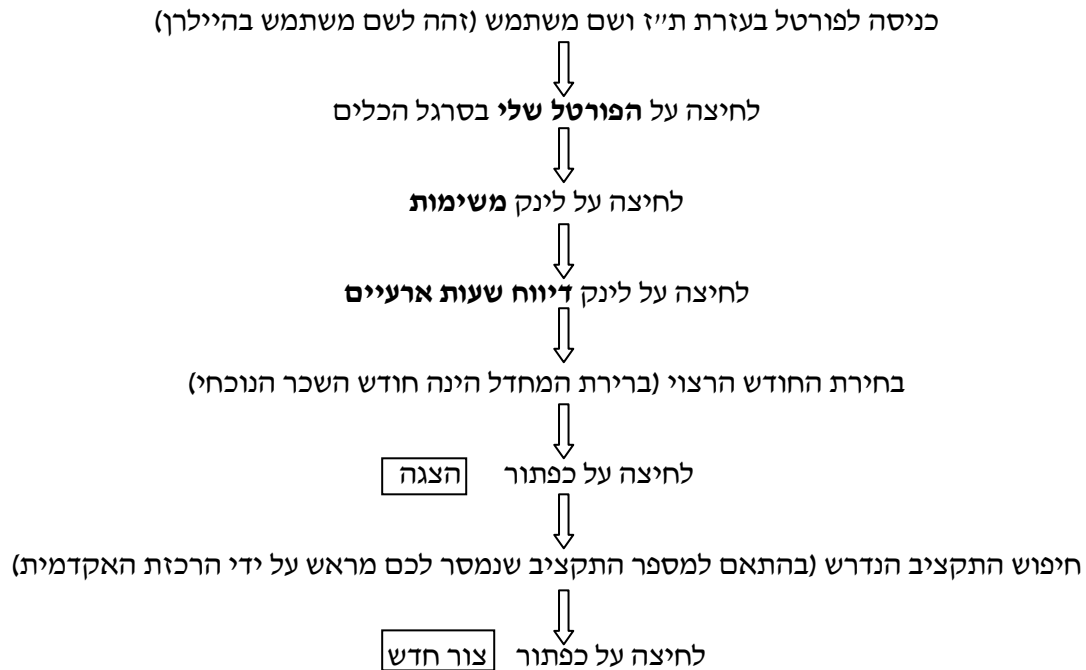 כניסה לפורטל בעזרת ת״ז ושם משתמש (זהה לשם משתמש בהיילרן)
לחיצה על הפורטל שלי בסרגל הכלים
לחיצה על לינק משימות
לחיצה על לינק דיווח שעות ארעיים
בחירת החודש הרצוי (ברירת המחדל הינה חודש השכר הנוכחי)
לחיצה על כפתור הצגה
חיפוש התקציב הנדרש (בהתאם למספר התקציב שנמסר לכם מראש על ידי הרכזת האקדמית)
לחיצה על כפתור צור חדש